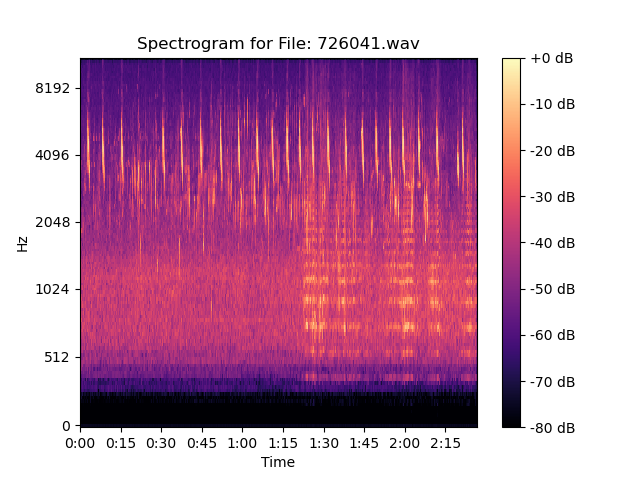 Spectrogram for File: 726041.wav
8192
4096
2048
1024
512
0
Hz
0:00 0:15 0:30 0:45 1:00 1:15 1:30 1:45 2:00 2:15
Time
+0 dB
-10 dB
-20 dB
-30 dB
-40 dB
-50 dB
-60 dB
-70 dB
-80 dB